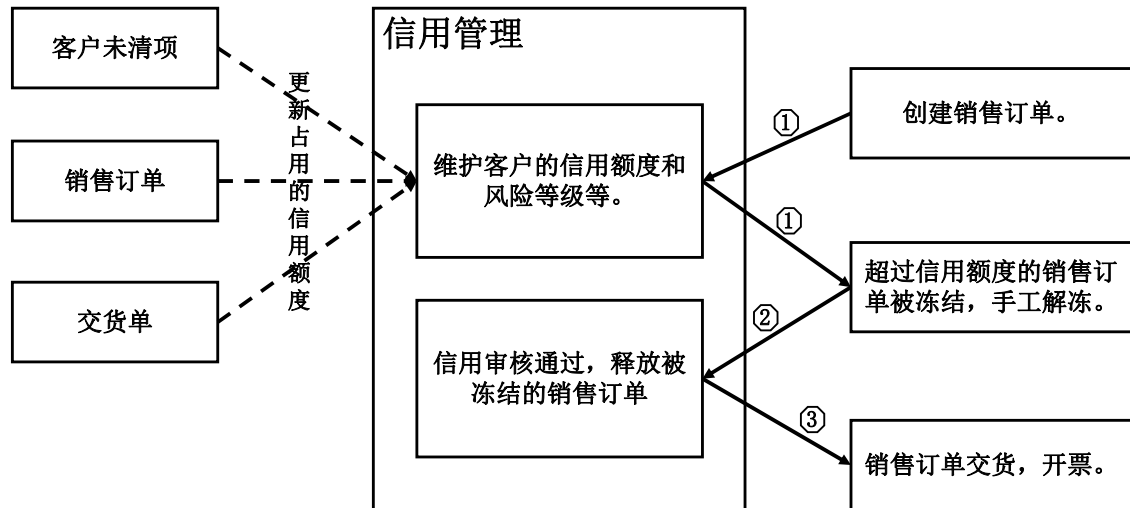 客户未清项
销售订单
交货单
更新占用的信用额度
信用管理
维护客户的信用额度和
风险等级等。
信用审核通过，释放被
冻结的销售订单
①
①
②
③
创建销售订单。
超过信用额度的销售订
单被冻结，手工解冻。
销售订单交货，开票。